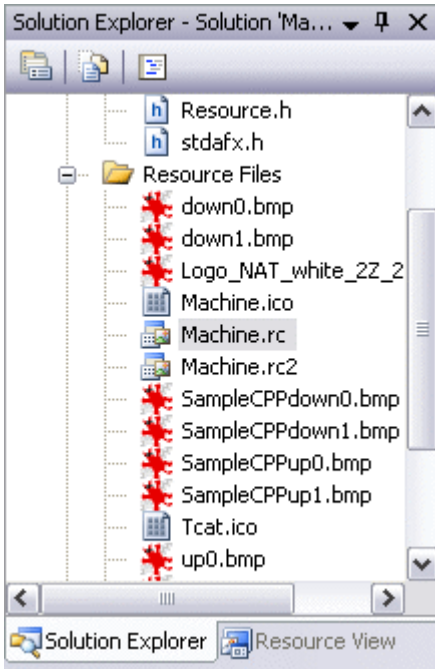 Solution Explorer - Solution 'Ma...
Resource.h
stdafx.h
Resource Files
down0.bmp
down1.bmp
Logo_NAT_white_2Z_2
Machine.ico
Machine.rc
Machine.rc2
SampleCPPdown0.bmp
SampleCPPdown1.bmp
SampleCPPup0.bmp
SampleCPPup1.bmp
Tcat.ico
up0.bmp
Solution Explorer Resource View